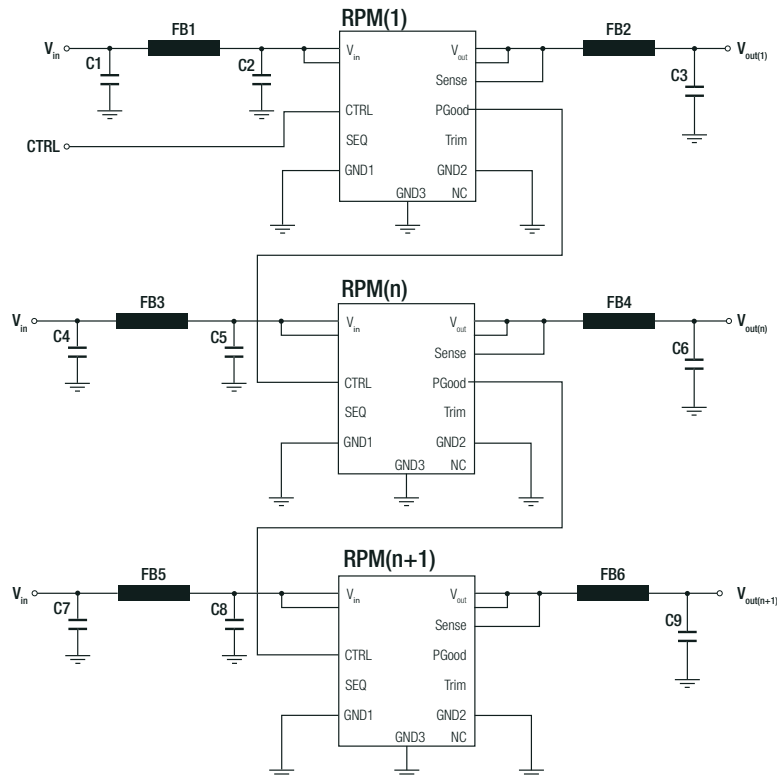 RPM(1)
FB1
FB2
Vin
C1
C2
Vin
Vout
Vout(1)
C3
Sense
CTRL
PGood
CTRL
SEQ
Trim
GND1
GND2
GND3
NC
RPM(n)
FB3
FB4
Vin
C4
C5
Vin
Vout
Vout(n)
C6
Sense
CTRL
PGood
SEQ
Trim
GND1
GND2
GND3
NC
RPM(n+1)
FB5
FB6
Vin
C7
C8
Vin
Vout
Vout(n+1)
C9
Sense
CTRL
PGood
SEQ
Trim
GND1
GND2
GND3
NC